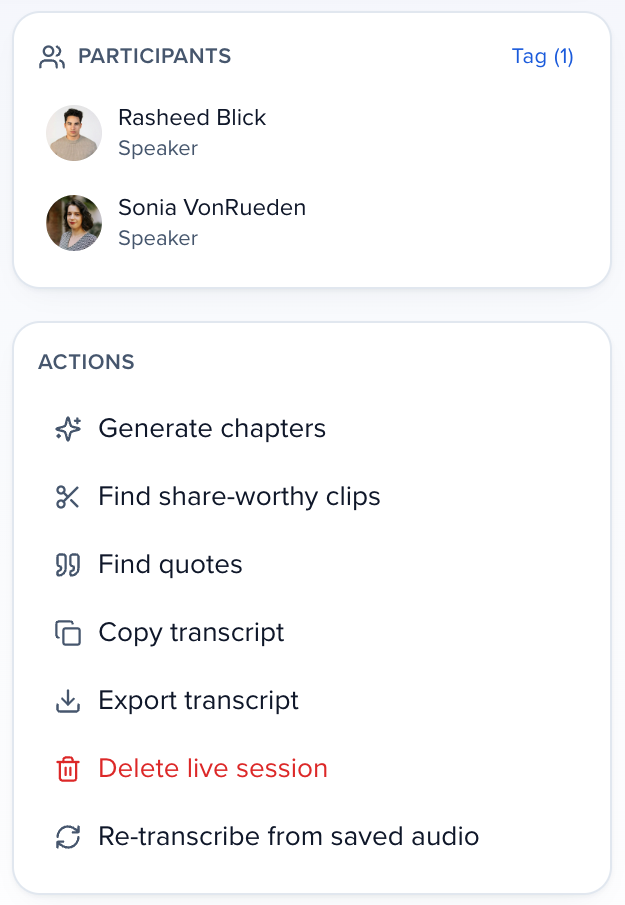 PARTICIPANTS
Tag (1)
Rasheed Blick
Speaker
Sonia VonRueden
Speaker
ACTIONS
Generate chapters
Find share-worthy clips
Find quotes
Copy transcript
Export transcript
Delete live session
Re-transcribe from saved audio